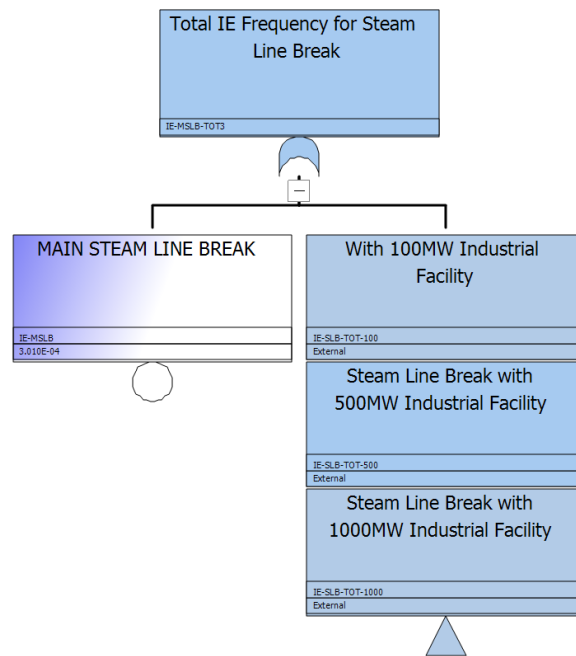 Total IE Frequency for Steam
Line Break
IE-MSLB-TOT3
MAIN STEAM LINE BREAK
IE-MSLB
3.010E-04
With 100MW Industrial
Facility
IE-SLB-TOT-100
External
Steam Line Break with
500MW Industrial Facility
IE-SLB-TOT-500
External
Steam Line Break with
1000MW Industrial Facility
IE-SLB-TOT-1000
External